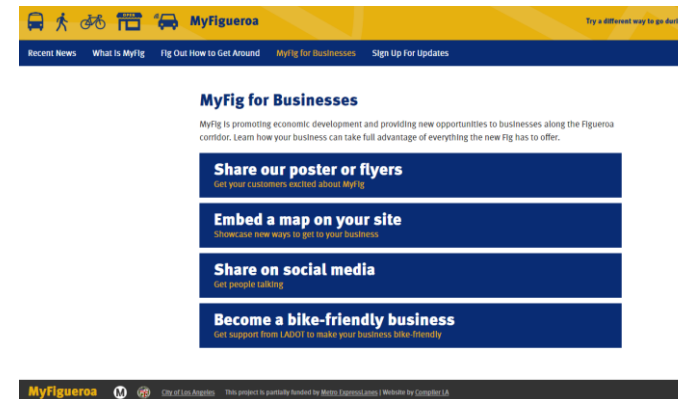 MyFigueroa
Try a different way to go duri
Recent News What Is MyFig Fig Out How to Get Around MyFig for Businesses Sign Up For Updates
MyFig for Businesses
MyFig is promoting economic development and providing new opportunities to businesses along the Figueroa
corridor. Learn how your business can take full advantage of everything the new Fig has to offer.
Share our poster or flyers
Get your customers excited about MyFig
Embed a map on your site
Showcase new ways to get to your business
Share on social media
Get people talking
Become a bike-friendly business
Get support from LADOT to make your business bike-friendly
MyFigueroa M City of Los Angeles This project is partially funded by Metro ExpressLanes | Website by Compiler LA